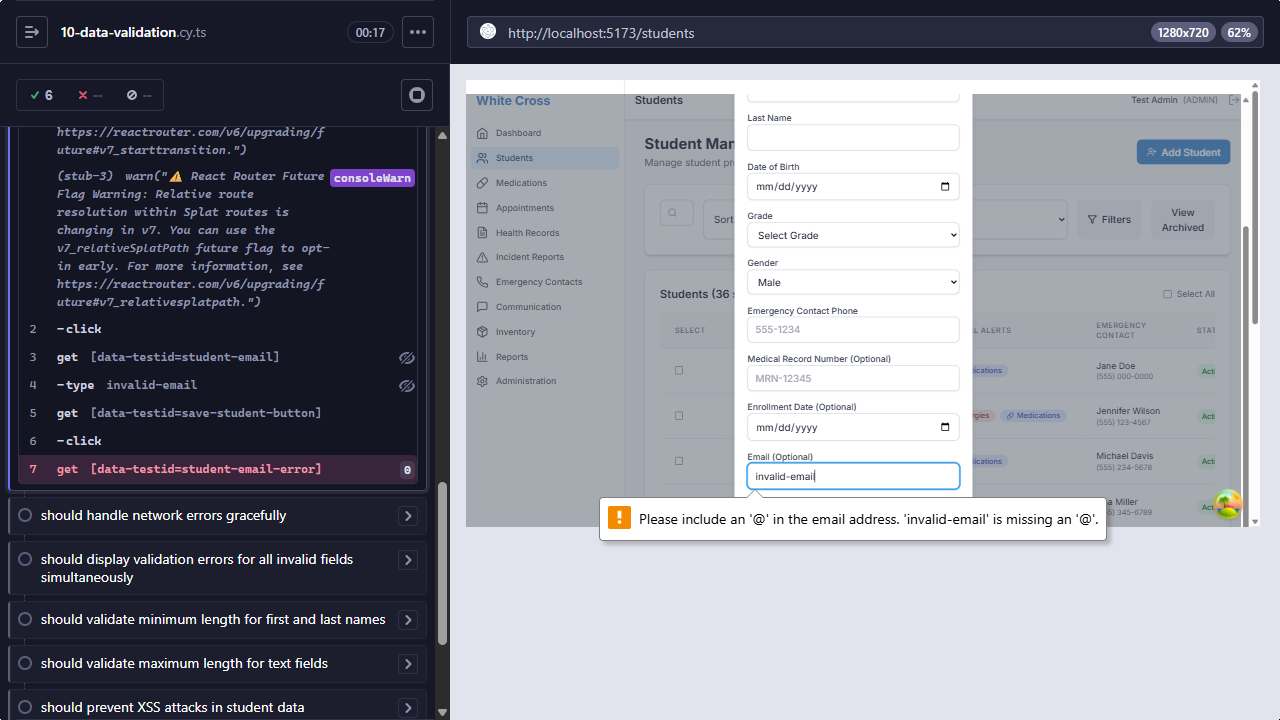 10-data-validation.cy.ts
00:17
6
--
--
https://reactrouter.com/v6/upgrading/f
uture#v7_starttransition.")
(stub-3) warn("⚠️ React Router Future
consoleWarn
Flag Warning: Relative route
resolution within Splat routes is
changing in v7. You can use the
v7_relativeSplatPath future flag to opt-
in early. For more information, see
https://reactrouter.com/v6/upgrading/f
uture#v7_relativesplatpath.")
2 -click
3 get [data-testid=student-email]
4 -type invalid-email
5 get [data-testid=save-student-button]
6 -click
7 get [data-testid=student-email-error] 0
should handle network errors gracefully
should display validation errors for all invalid fields
simultaneously
should validate minimum length for first and last names
should validate maximum length for text fields
should prevent XSS attacks in student data
http://localhost:5173/students
1280x720
62%
White Cross
Dashboard
Students
Medications
Appointments
Health Records
Incident Reports
Emergency Contacts
Communication
Inventory
Reports
Administration
Students
Test Admin (ADMIN)
Student Man
Manage student pr
Add Student
Sort
Filters
View
Archived
Students (36 s
Select All
SELECT
AL ALERTS
EMERGENCY
CONTACT
STAT
dications
Jane Doe
(555) 000-0000
Acti
rgies
Medications
Jennifer Wilson
(555) 123-4567
Acti
dications
Michael Davis
(555) 234-5678
Acti
sa Miller
5) 345-6789
Acti
Last Name
Date of Birth
mm/dd/yyyy
Grade
Select Grade
Gender
Male
Emergency Contact Phone
555-1234
Medical Record Number (Optional)
MRN-12345
Enrollment Date (Optional)
mm/dd/yyyy
Email (Optional)
invalid-email
Please include an '@' in the email address. 'invalid-email' is missing an '@'.